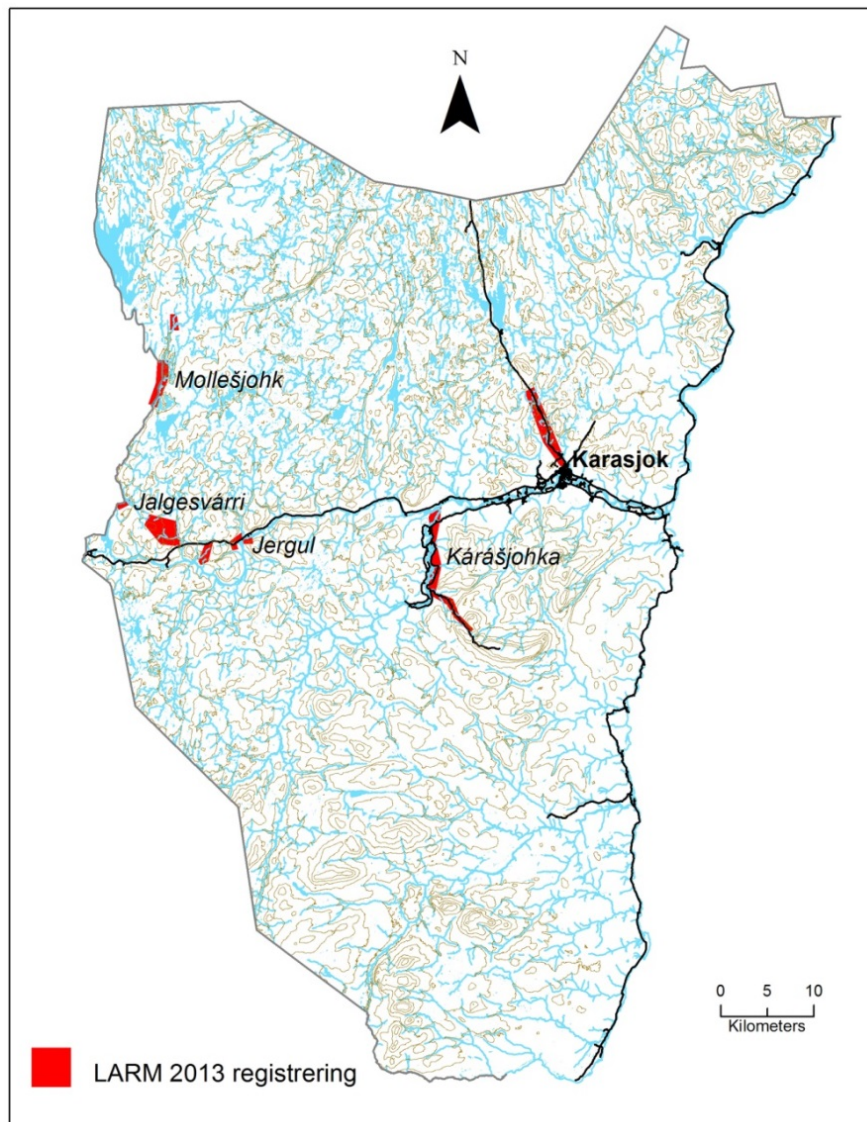 N
Mollešjohk
Karasjok
Jalgesvárri
Jergul
Kárášjohka
0 5 10
Kilometers
LARM 2013 registrering